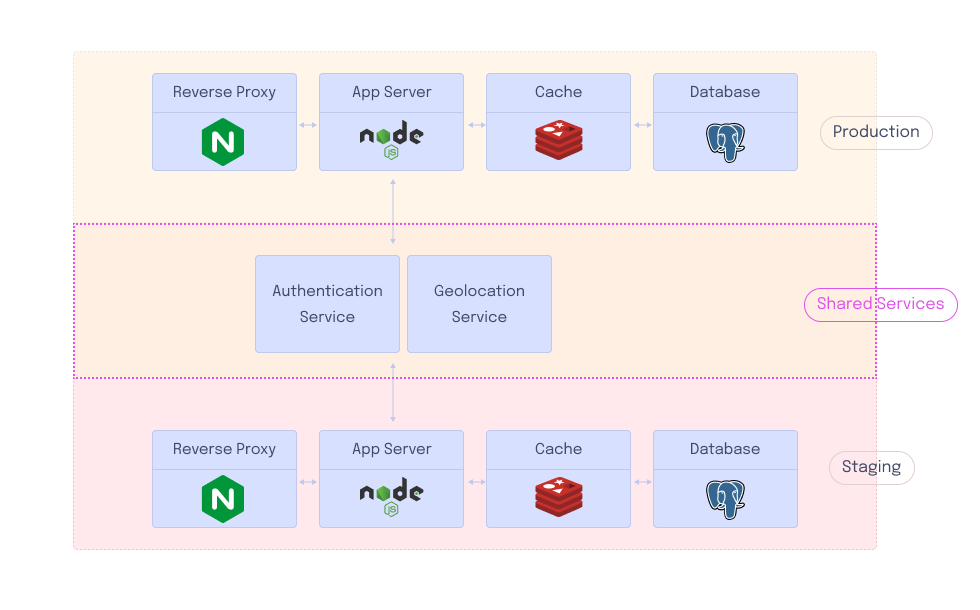 Reverse Proxy
App Server
Cache
Database
N
node
JS
Production
Authentication
Service
Geolocation
Service
Shared Services
Reverse Proxy
App Server
Cache
Database
N
node
JS
Staging